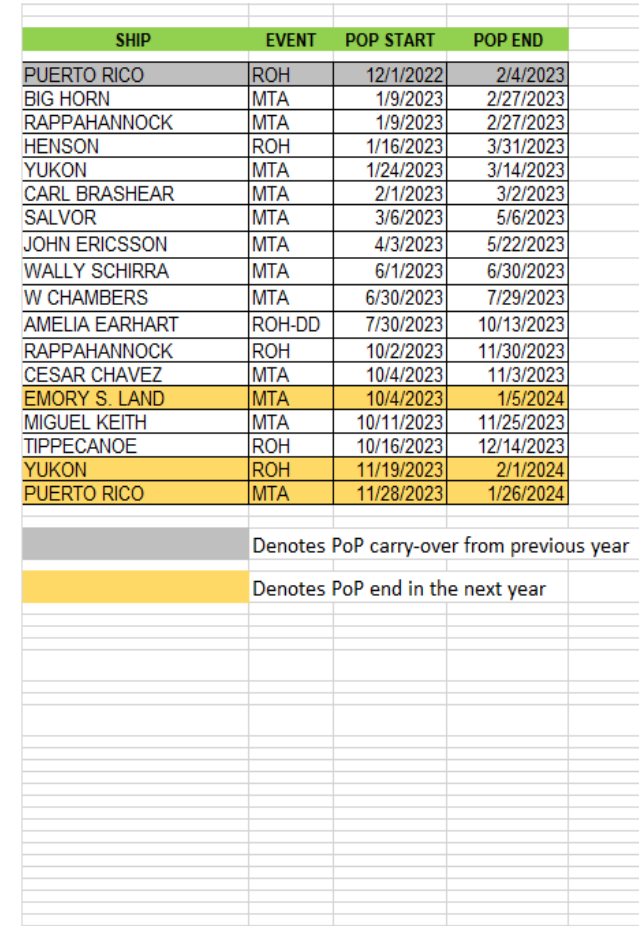 SHIP EVENT POP START POP END
PUERTO RICO ROH 12/1/2022 2/4/2023
BIG HORN MTA 1/9/2023 2/27/2023
RAPPAHANNOCK MTA 1/9/2023 2/27/2023
HENSON ROH 1/16/2023 3/31/2023
YUKON MTA 1/24/2023 3/14/2023
CARL BRASHEAR MTA 2/1/2023 3/2/2023
SALVOR MTA 3/6/2023 5/6/2023
JOHN ERICSSON MTA 4/3/2023 5/22/2023
WALLY SCHIRRA MTA 6/1/2023 6/30/2023
W CHAMBERS MTA 6/30/2023 7/29/2023
AMELIA EARHART ROH-DD 7/30/2023 10/13/2023
RAPPAHANNOCK ROH 10/2/2023 11/30/2023
CESAR CHAVEZ MTA 10/4/2023 11/3/2023
EMORY S. LAND MTA 10/4/2023 1/5/2024
MIGUEL KEITH MTA 10/11/2023 11/25/2023
TIPPECANOE ROH 10/16/2023 12/14/2023
YUKON ROH 11/19/2023 2/1/2024
PUERTO RICO MTA 11/28/2023 1/26/2024
Denotes PoP carry-over from previous year
Denotes PoP end in the next year